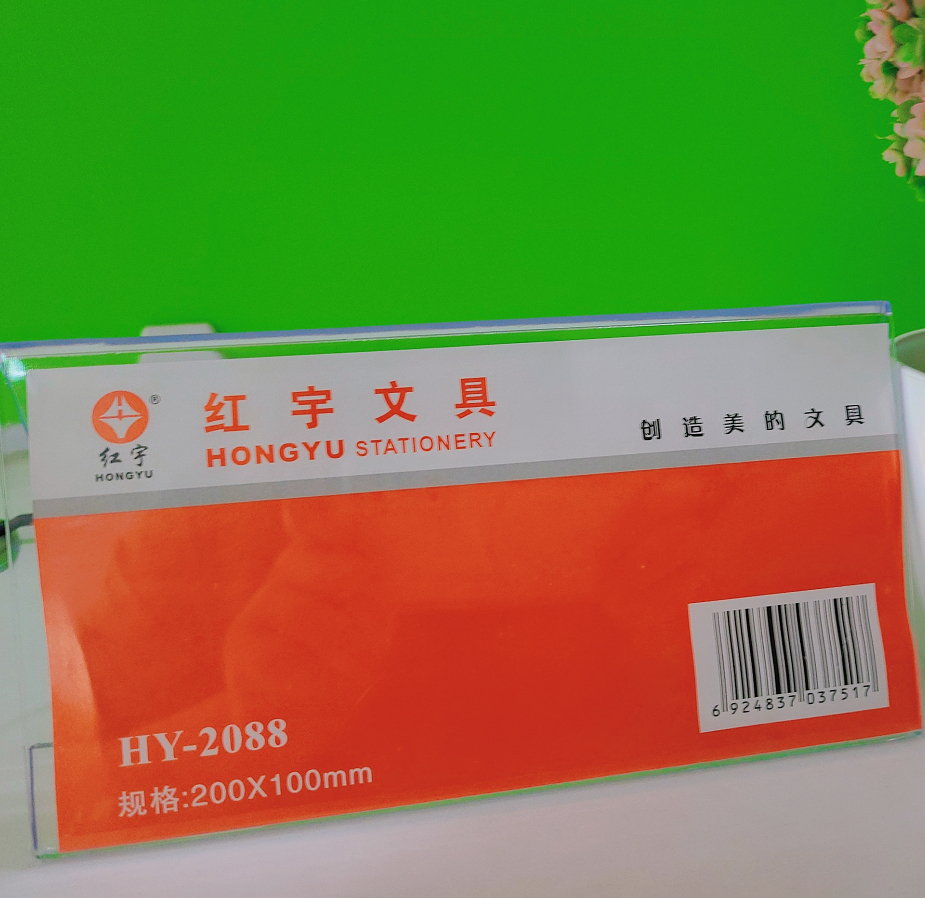 ®
红宇
HONGYU
红宇文具
HONGYU STATIONERY
创造美的文具
6 924837 037517
HY-2088
规格:200X100mm